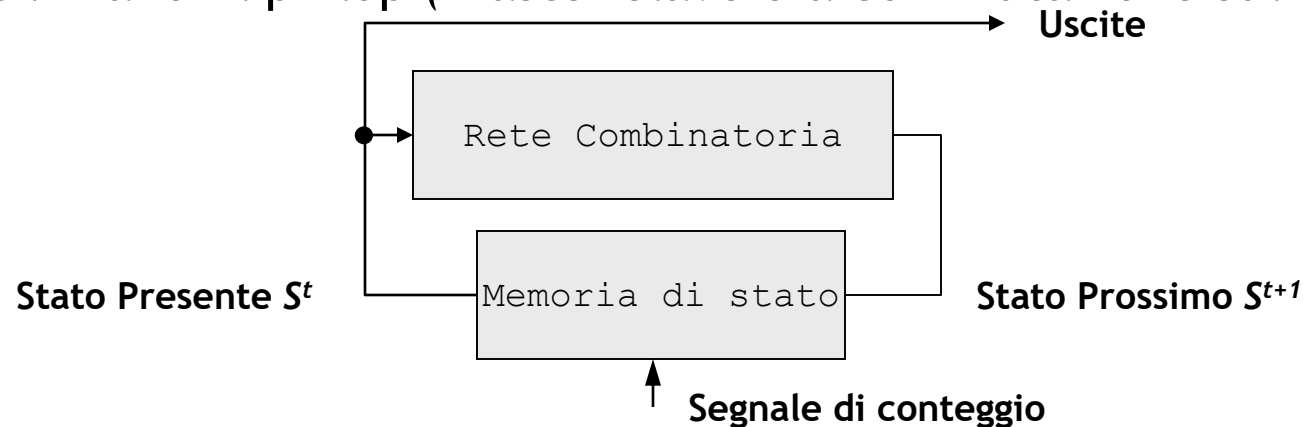 Uscite
Rete Combinatoria
Stato Presente S^t
Memoria di stato
Stato Prossimo S^{t+1}
Segnale di conteggio